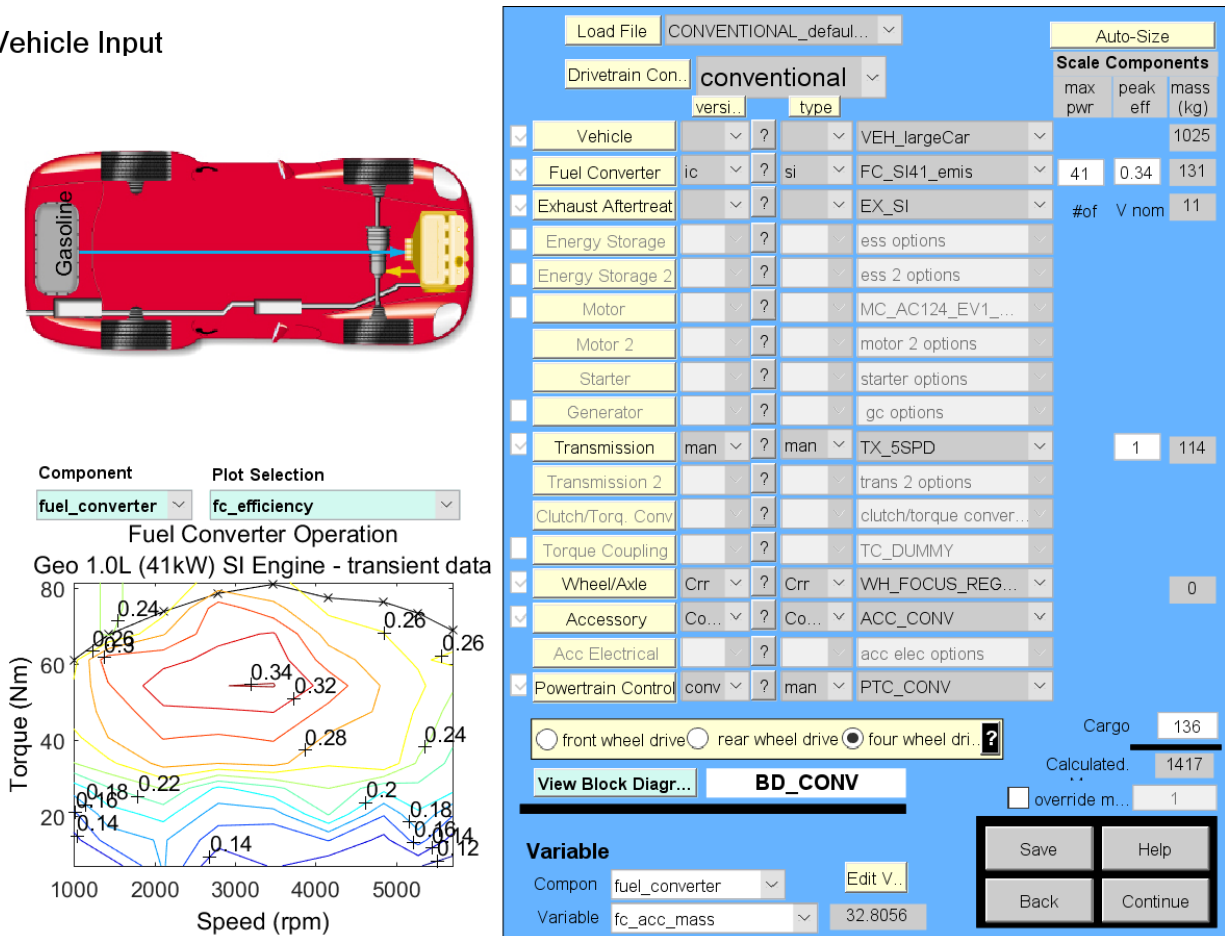 Vehicle Input
Load File CONVENTIONAL_defaul...
Auto-Size
Drivetrain Con.. conventional
Scale Components
versi.. type
max pwr peak eff mass (kg)
Vehicle ? VEH_largeCar 1025
Fuel Converter ic ? si FC_SI41_emis 41 0.34 131
Exhaust Aftertreat ? EX_SI #of V nom 11
Energy Storage ? ess options
Energy Storage 2 ? ess 2 options
Motor ? MC_AC124_EV1_...
Motor 2 ? motor 2 options
Starter ? starter options
Generator ? gc options
Transmission man ? man TX_5SPD 1 114
Transmission 2 ? trans 2 options
Clutch/Torq. Conv ? clutch/torque conver...
Torque Coupling ? TC_DUMMY
Wheel/Axle Crr ? Crr WH_FOCUS_REG... 0
Accessory Co... ? Co... ACC_CONV
Acc Electrical ? acc elec options
Powertrain Control conv ? man PTC_CONV
front wheel drive rear wheel drive four wheel dri.. ?
Cargo 136
Calculated. 1417
override m... 1
View Block Diagr... BD_CONV
Variable
Compon fuel_converter Edit V..
Variable fc_acc_mass 32.8056
Save Help
Back Continue
Gasoline
Component Plot Selection
fuel_converter fc_efficiency
Fuel Converter Operation
Geo 1.0L (41kW) SI Engine - transient data
Torque (Nm)
80
60
40
20
0.24
0.26
0.26
0.3
0.26
0.34
0.32
0.28
0.24
0.22
0.2
0.18
0.16
0.14
0.14
0.18
0.16
0.14
0.12
1000 2000 3000 4000 5000
Speed (rpm)